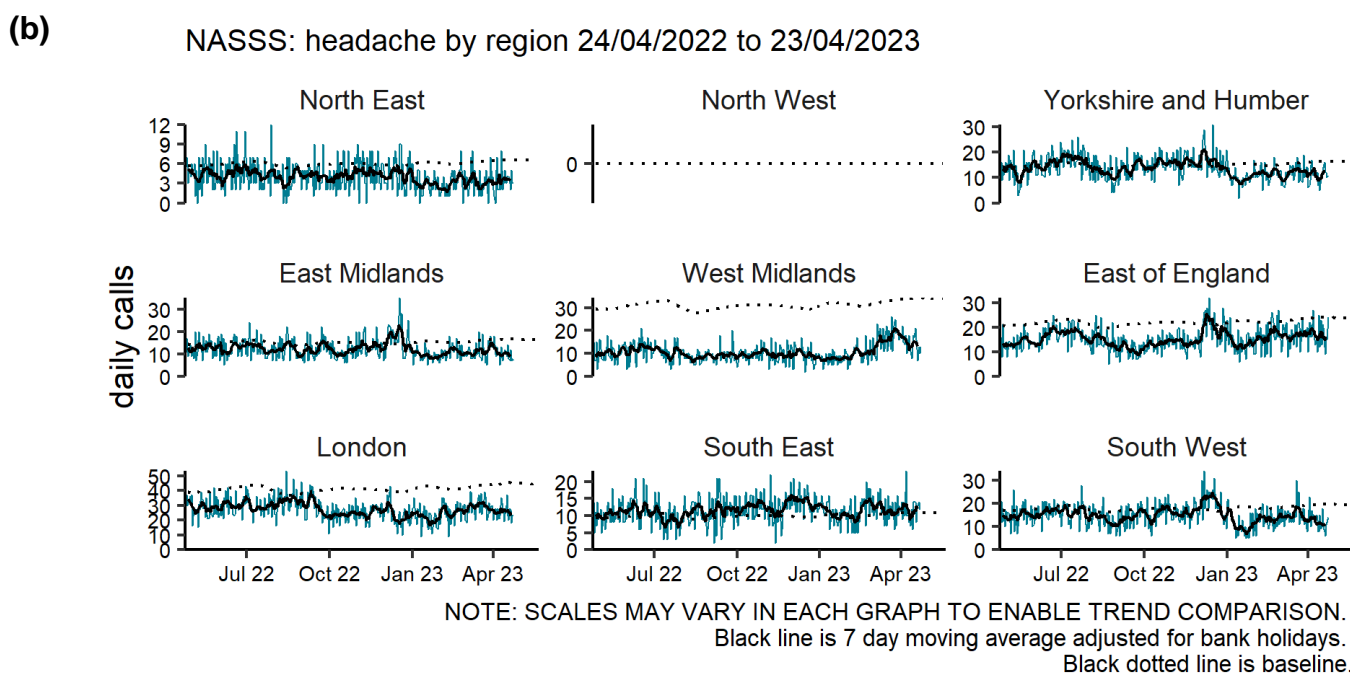 (b)
NASSS: headache by region 24/04/2022 to 23/04/2023
North East
North West
Yorkshire and Humber
12
9
6
3
0
0
30
20
10
0
daily calls
East Midlands
West Midlands
East of England
30
20
10
0
30
20
10
0
30
20
10
0
London
South East
South West
50
40
30
20
10
0
20
15
10
5
0
30
20
10
0
Jul 22 Oct 22 Jan 23 Apr 23
Jul 22 Oct 22 Jan 23 Apr 23
Jul 22 Oct 22 Jan 23 Apr 23
NOTE: SCALES MAY VARY IN EACH GRAPH TO ENABLE TREND COMPARISON.
Black line is 7 day moving average adjusted for bank holidays.
Black dotted line is baseline.